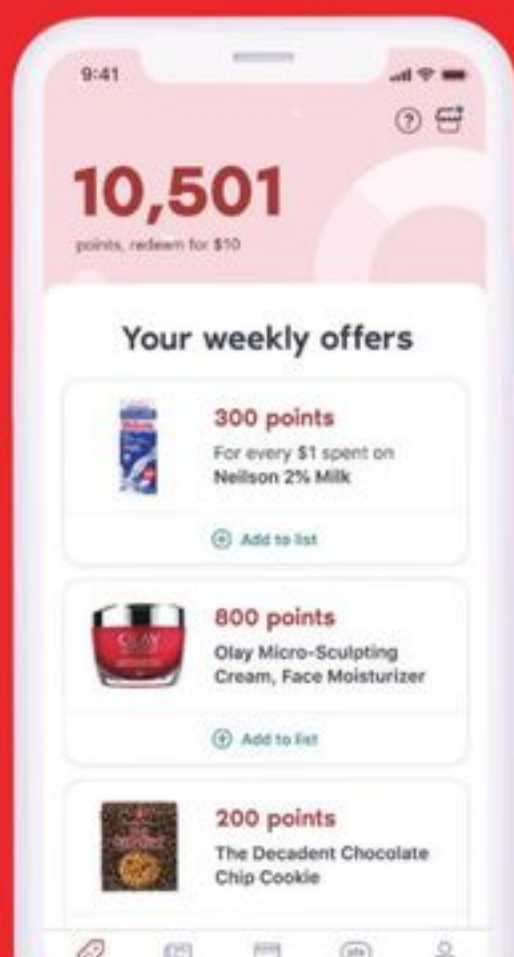 9:41
10,501
points, redeem for $10
Your weekly offers
300 points
For every $1 spent on
Neilson 2% Milk
Add to list
800 points
OLAY
Olay Micro-Sculpting
Cream, Face Moisturizer
Add to list
200 points
The Decadent Chocolate
Chip Cookie